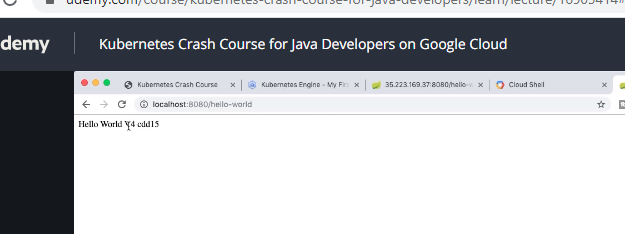 udemy.com/course/kubernetes-crash-course-for-java-developers/learn/lecture/
demy Kubernetes Crash Course for Java Developers on Google Cloud
Kubernetes Crash Course Kubernetes Engine - My Fir 35.223.169.37:8080/hello- Cloud Shell
localhost:8080/hello-world
Hello World V4 cdd15